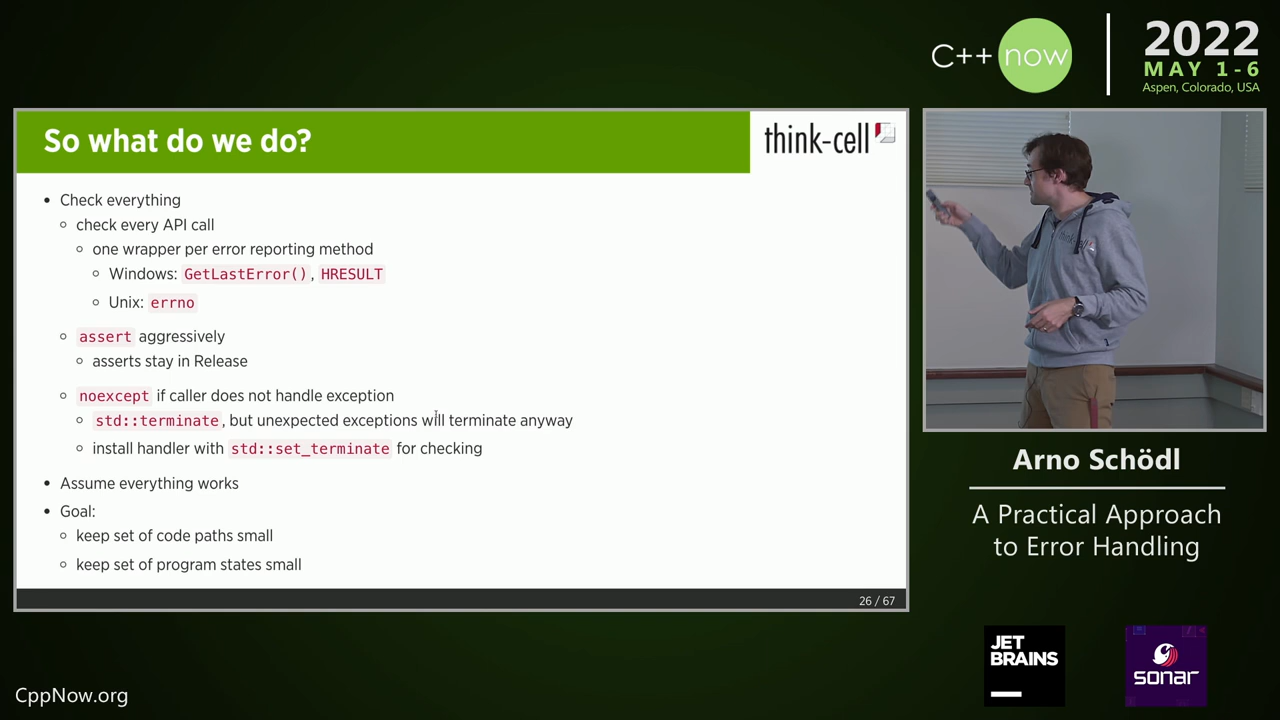 C++ now
2022
MAY 1-6
Aspen, Colorado, USA
So what do we do?
think-cell
• Check everything
◦ check every API call
◦ one wrapper per error reporting method
◦ Windows: GetLastError(), HRESULT
◦ Unix: errno
◦ assert aggressively
◦ asserts stay in Release
◦ noexcept if caller does not handle exception
◦ std::terminate, but unexpected exceptions will terminate anyway
◦ install handler with std::set_terminate for checking
• Assume everything works
• Goal:
◦ keep set of code paths small
◦ keep set of program states small
26 / 67
think-cell
Arno Schödl
A Practical Approach
to Error Handling
JET
BRAINS
sonar
CppNow.org